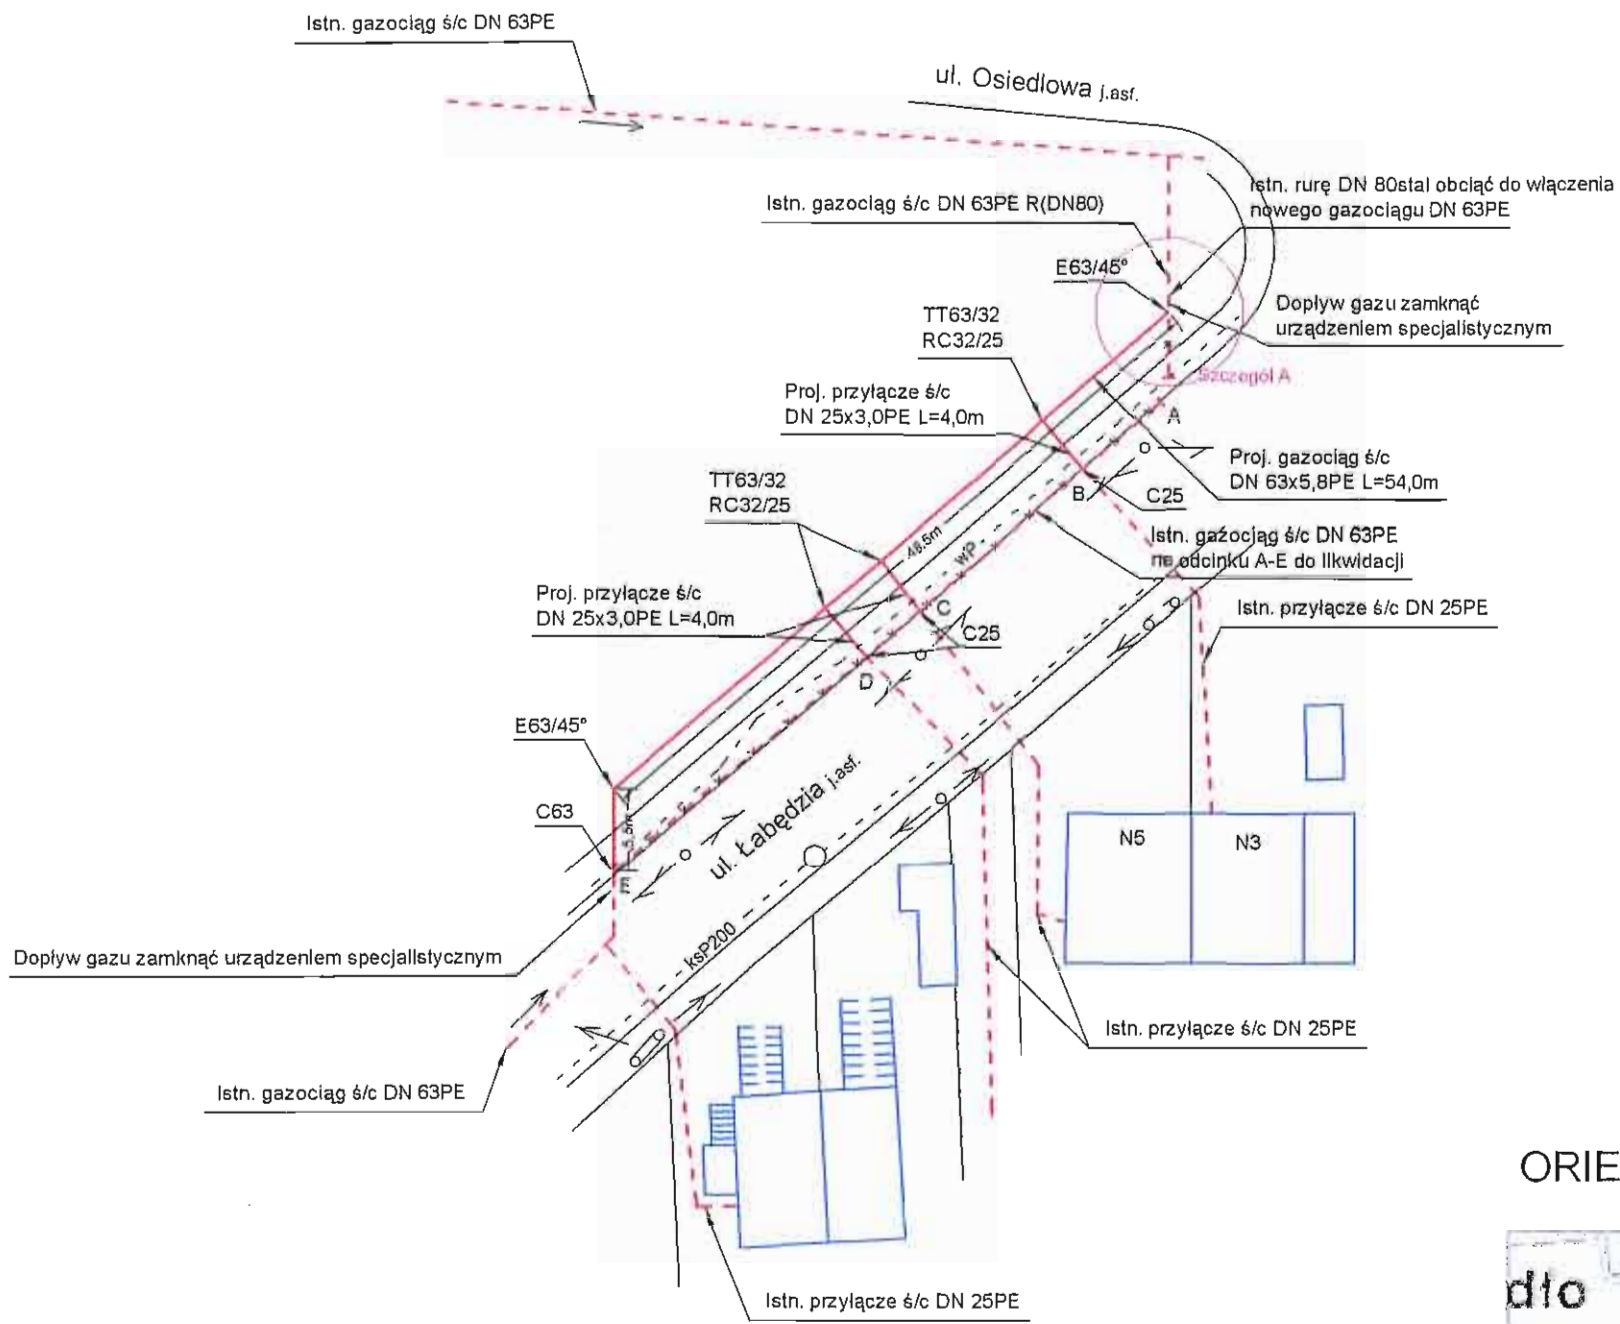 Istn. gazociąg ś/c DN 63PE
ul. Osiedlowa j.asf.
Istn. rurę DN 80stal obciąć do włączenia
nowego gazociągu DN 63PE
Istn. gazociąg ś/c DN 63PE R(DN80)
E63/45°
Dopływ gazu zamknąć
urządzeniem specjalistycznym
TT63/32
RC32/25
Szczegół A
Proj. przyłącze ś/c
DN 25x3,0PE L=4,0m
A
Proj. gazociąg ś/c
DN 63x5,8PE L=54,0m
TT63/32
RC32/25
B
C25
48.5m
wP
Istn. gazociąg ś/c DN 63PE
na odcinku A-E do likwidacji
Proj. przyłącze ś/c
DN 25x3,0PE L=4,0m
C
C25
Istn. przyłącze ś/c DN 25PE
D
E63/45°
C63
5,5m
E
ul. Łabędzia j.asf.
N5
N3
Dopływ gazu zamknąć urządzeniem specjalistycznym
ksP200
Istn. przyłącze ś/c DN 25PE
Istn. gazociąg ś/c DN 63PE
ORIE
dło
Istn. przyłącze ś/c DN 25PE